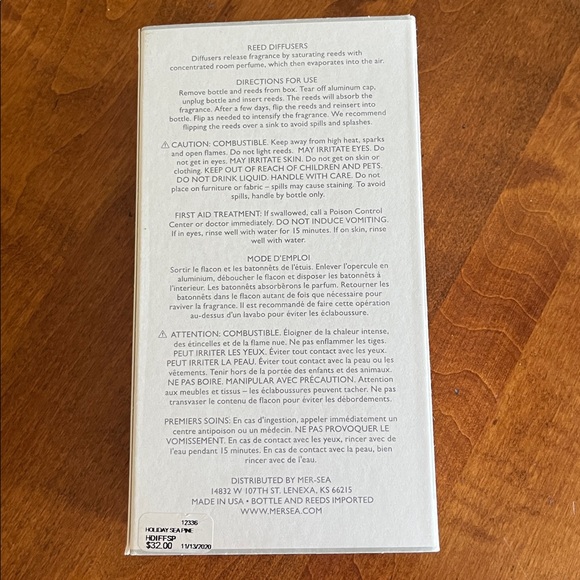 REED DIFFUSERS
Diffusers release fragrance by saturating reeds with
concentrated room perfume, which then evaporates into the air.
DIRECTIONS FOR USE
Remove bottle and reeds from box. Tear off aluminum cap,
unplug bottle and insert reeds. The reeds will absorb the
fragrance. After a few days, flip the reeds and reinsert into
bottle. Flip as needed to intensify the fragrance. We recommend
flipping the reeds over a sink to avoid spills and splashes.
⚠ CAUTION: COMBUSTIBLE. Keep away from high heat, sparks
and open flames. Do not light reeds. MAY IRRITATE EYES. Do
not get in eyes. MAY IRRITATE SKIN. Do not get on skin or
clothing. KEEP OUT OF REACH OF CHILDREN AND PETS.
DO NOT DRINK LIQUID. HANDLE WITH CARE. Do not
place on furniture or fabric – spills may cause staining. To avoid
spills, handle by bottle only.
FIRST AID TREATMENT: If swallowed, call a Poison Control
Center or doctor immediately. DO NOT INDUCE VOMITING.
If in eyes, rinse well with water for 15 minutes. If on skin, rinse
well with water.
MODE D'EMPLOI
Sortir le flacon et les batonnêts de l'étuis. Enlever l'opercule en
aluminium, déboucher le flacon et disposer les batonnêts à
l'interieur. Les batonnêts absorbêrons le parfum. Retourner les
batonnêts dans le flacon autant de fois que nécessaire pour
raviver la fragrance. Il est recommandé de faire cette opération
au-dessus d'un lavabo pour éviter les éclaboussure.
⚠ ATTENTION: COMBUSTIBLE. Éloigner de la chaleur intense,
des étincelles et de la flamme nue. Ne pas enflammer les tiges.
PEUT IRRITER LES YEUX. Éviter tout contact avec les yeux.
PEUT IRRITER LA PEAU. Éviter tout contact avec la peau ou les
vêtements. Tenir hors de la portée des enfants et des animaux.
NE PAS BOIRE. MANIPULAR AVEC PRÉCAUTION. Attention
aux meubles et tissus – les éclaboussures peuvent tacher. Ne pas
transvaser le contenu de flacon pour éviter les débordements.
PREMIERS SOINS: En cas d'ingestion, appeler immédiatement un
centre antipoison ou un médecin. NE PAS PROVOQUER LE
VOMISSEMENT. En cas de contact avec les yeux, rincer avec de
l'eau pendant 15 minutes. En cas de contact avec la peau, bien
rincer avec de l'eau.
DISTRIBUTED BY MER-SEA
14832 W 107TH ST. LENEXA, KS 66215
MADE IN USA • BOTTLE AND REEDS IMPORTED
WWW.MERSEA.COM
12336
HOLIDAY SEA PINE
HDIFFSP
$32.00 11/13/2020